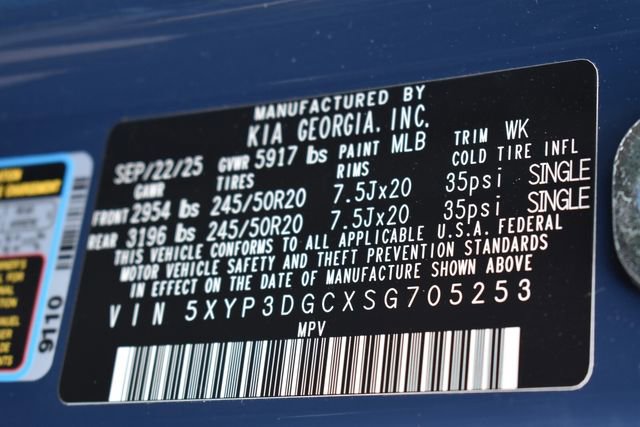 MANUFACTURED BY
KIA GEORGIA, INC.
SEP/22/25 GVWR 5917 lbs PAINT MLB TRIM WK
GAWR TIRES RIMS COLD TIRE INFL
FRONT 2954 lbs 245/50R20 7.5Jx20 35psi SINGLE
REAR 3196 lbs 245/50R20 7.5Jx20 35psi SINGLE
THIS VEHICLE CONFORMS TO ALL APPLICABLE U.S.A. FEDERAL
MOTOR VEHICLE SAFETY AND THEFT PREVENTION STANDARDS
IN EFFECT ON THE DATE OF MANUFACTURE SHOWN ABOVE
VIN 5XYP3DGCXSG705253
MPV
9110